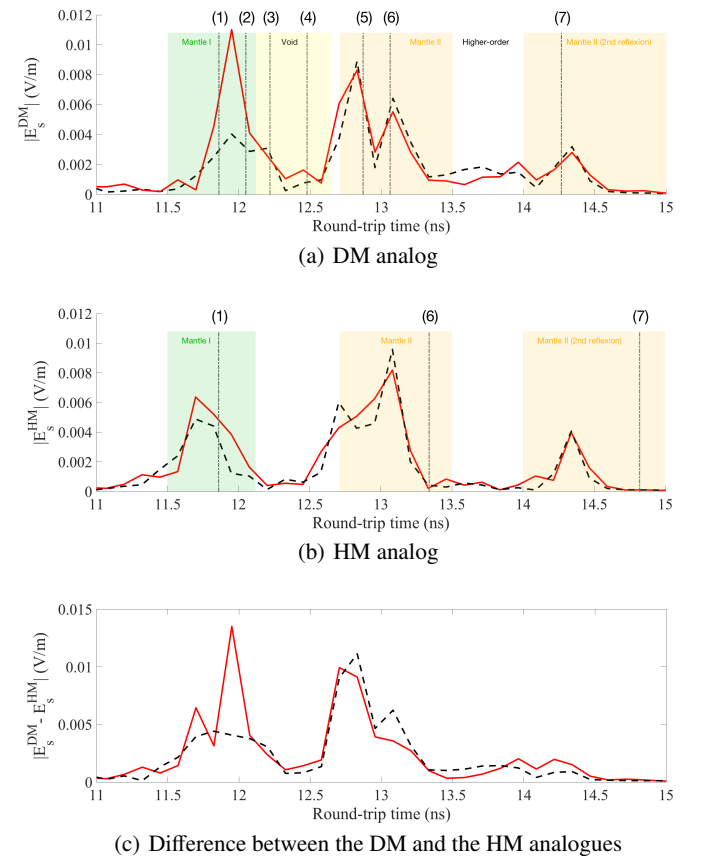 (1) (2) (3) (4) (5) (6) (7)
0.012
Mantle I Void Mantle II Higher-order Mantle II (2nd reflexion)
0.01
0.008
0.006
0.004
0.002
0
|E_s^DM| (V/m)
11 11.5 12 12.5 13 13.5 14 14.5 15
Round-trip time (ns)
(a) DM analog
0.012
(1) (6) (7)
Mantle I Mantle II Mantle II (2nd reflexion)
0.01
0.008
0.006
0.004
0.002
0
|E_s^HM| (V/m)
11 11.5 12 12.5 13 13.5 14 14.5 15
Round-trip time (ns)
(b) HM analog
0.015
0.01
0.005
0
|E_s^DM - E_s^HM| (V/m)
11 11.5 12 12.5 13 13.5 14 14.5 15
Round-trip time (ns)
(c) Difference between the DM and the HM analogues